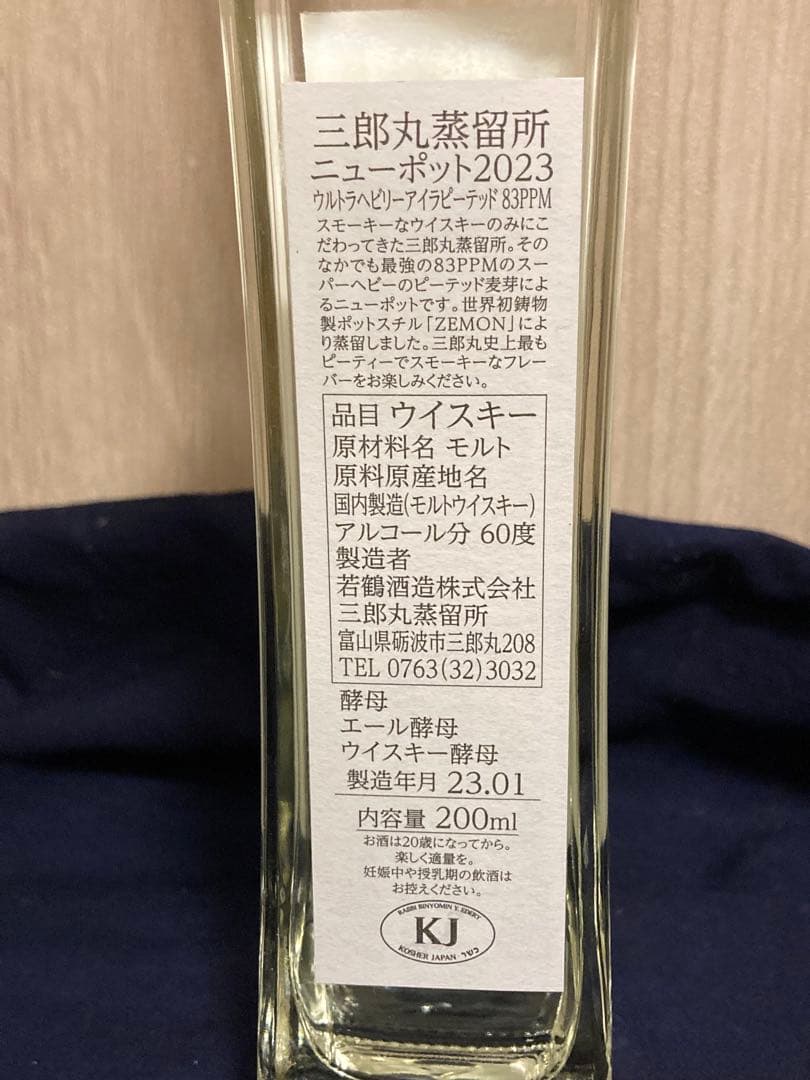 三郎丸蒸留所
ニューポット2023
ウルトラヘビリーアイラピーテッド 83PPM
スモーキーなウイスキーのみにこ
だわってきた三郎丸蒸留所。その
なかでも最強の83PPMのスー
パーヘビーのピーテッド麦芽によ
るニューポットです。世界初鋳物
製ポットスチル「ZEMON」によ
り蒸留しました。三郎丸史上最も
ピーティーでスモーキーなフレー
バーをお楽しみください。
品目 ウイスキー
原材料名 モルト
原料原産地名
国内製造(モルトウイスキー)
アルコール分 60度
製造者
若鶴酒造株式会社
三郎丸蒸留所
富山県砺波市三郎丸208
TEL 0763(32)3032
酵母
エール酵母
ウイスキー酵母
製造年月 23.01
内容量 200ml
お酒は20歳になってから。
楽しく適量を。
妊娠中や授乳期の飲酒は
お控えください。
RABBI BINYOMIN Y. EDERY
KJ
KOSHER JAPAN · כשר